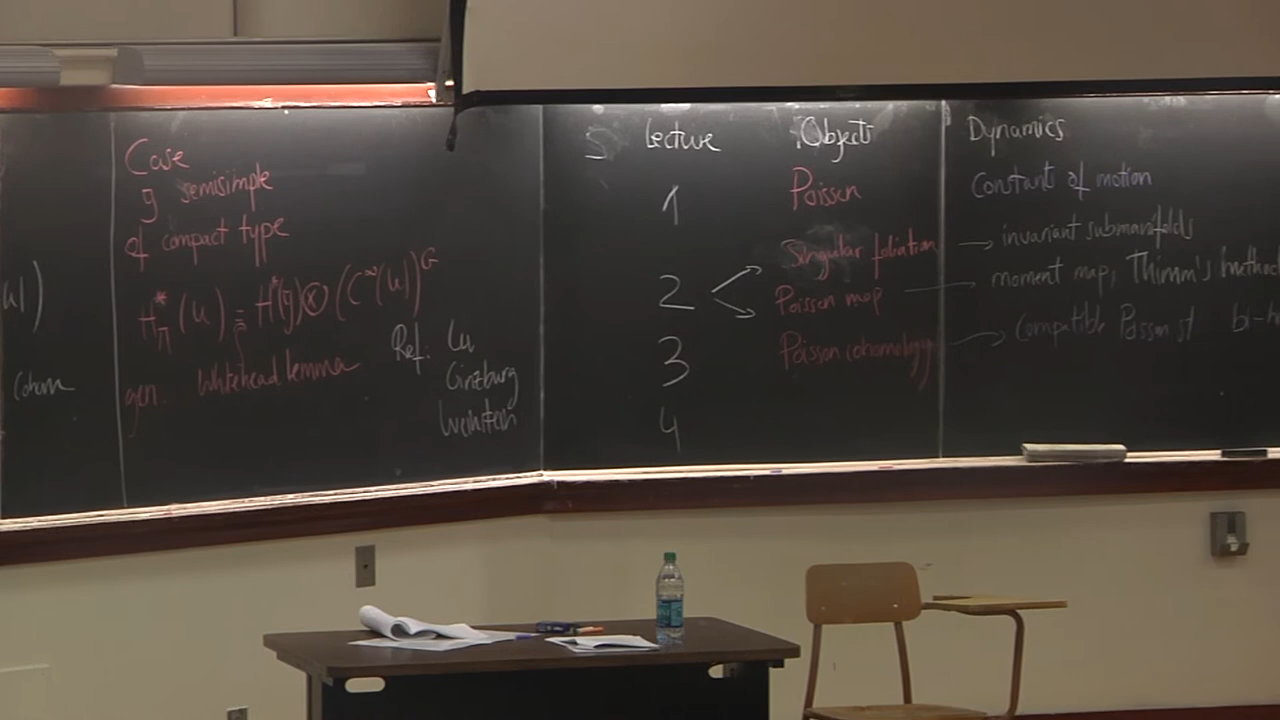 Case
g semisimple
of compact type
H*π(u) = H*(g) ⊗ (C∞(u))^G
gen. Whitehead lemma
Ref: Lu
Ginzburg
Weinstein
Cohom
Lecture Objects Dynamics
1 Poisson Constants of motion
Singular foliation → invariant submanifolds
2 Poisson map → moment map, Thimm's method
3 Poisson cohomology → Compatible Poisson st bi-h
4